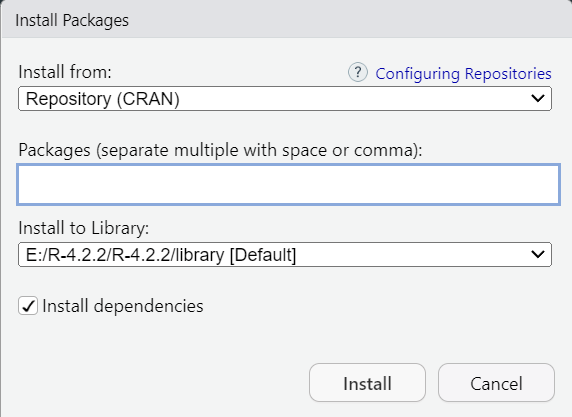 Install Packages
Install from:
? Configuring Repositories
Repository (CRAN)
Packages (separate multiple with space or comma):
Install to Library:
E:/R-4.2.2/R-4.2.2/library [Default]
Install dependencies
Install
Cancel